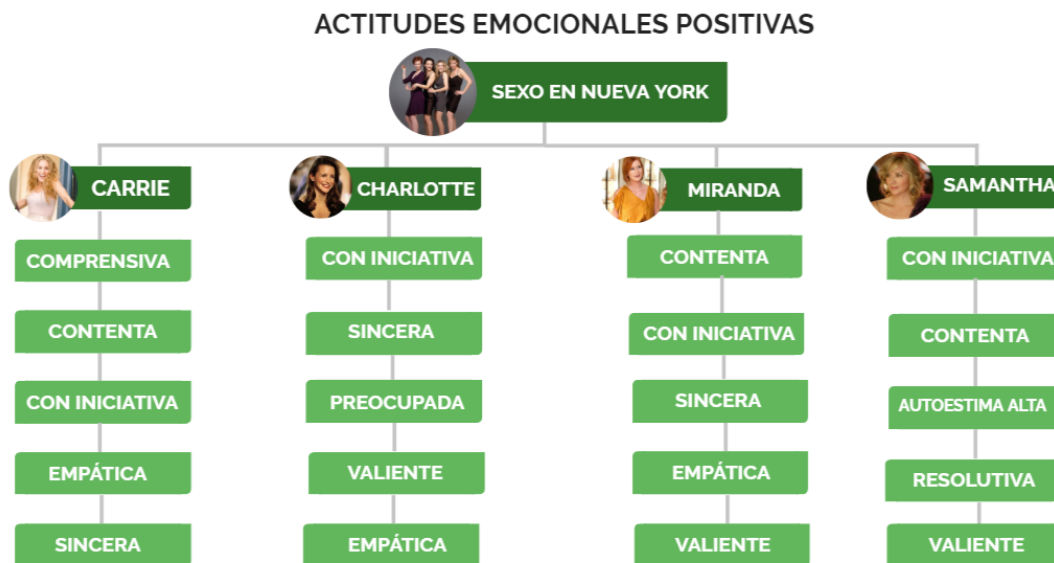 ACTITUDES EMOCIONALES POSITIVAS
SEXO EN NUEVA YORK
CARRIE
COMPRENSIVA
CONTENTA
CON INICIATIVA
EMPÁTICA
SINCERA
CHARLOTTE
CON INICIATIVA
SINCERA
PREOCUPADA
VALIENTE
EMPÁTICA
MIRANDA
CONTENTA
CON INICIATIVA
SINCERA
EMPÁTICA
VALIENTE
SAMANTHA
CON INICIATIVA
CONTENTA
AUTOESTIMA ALTA
RESOLUTIVA
VALIENTE